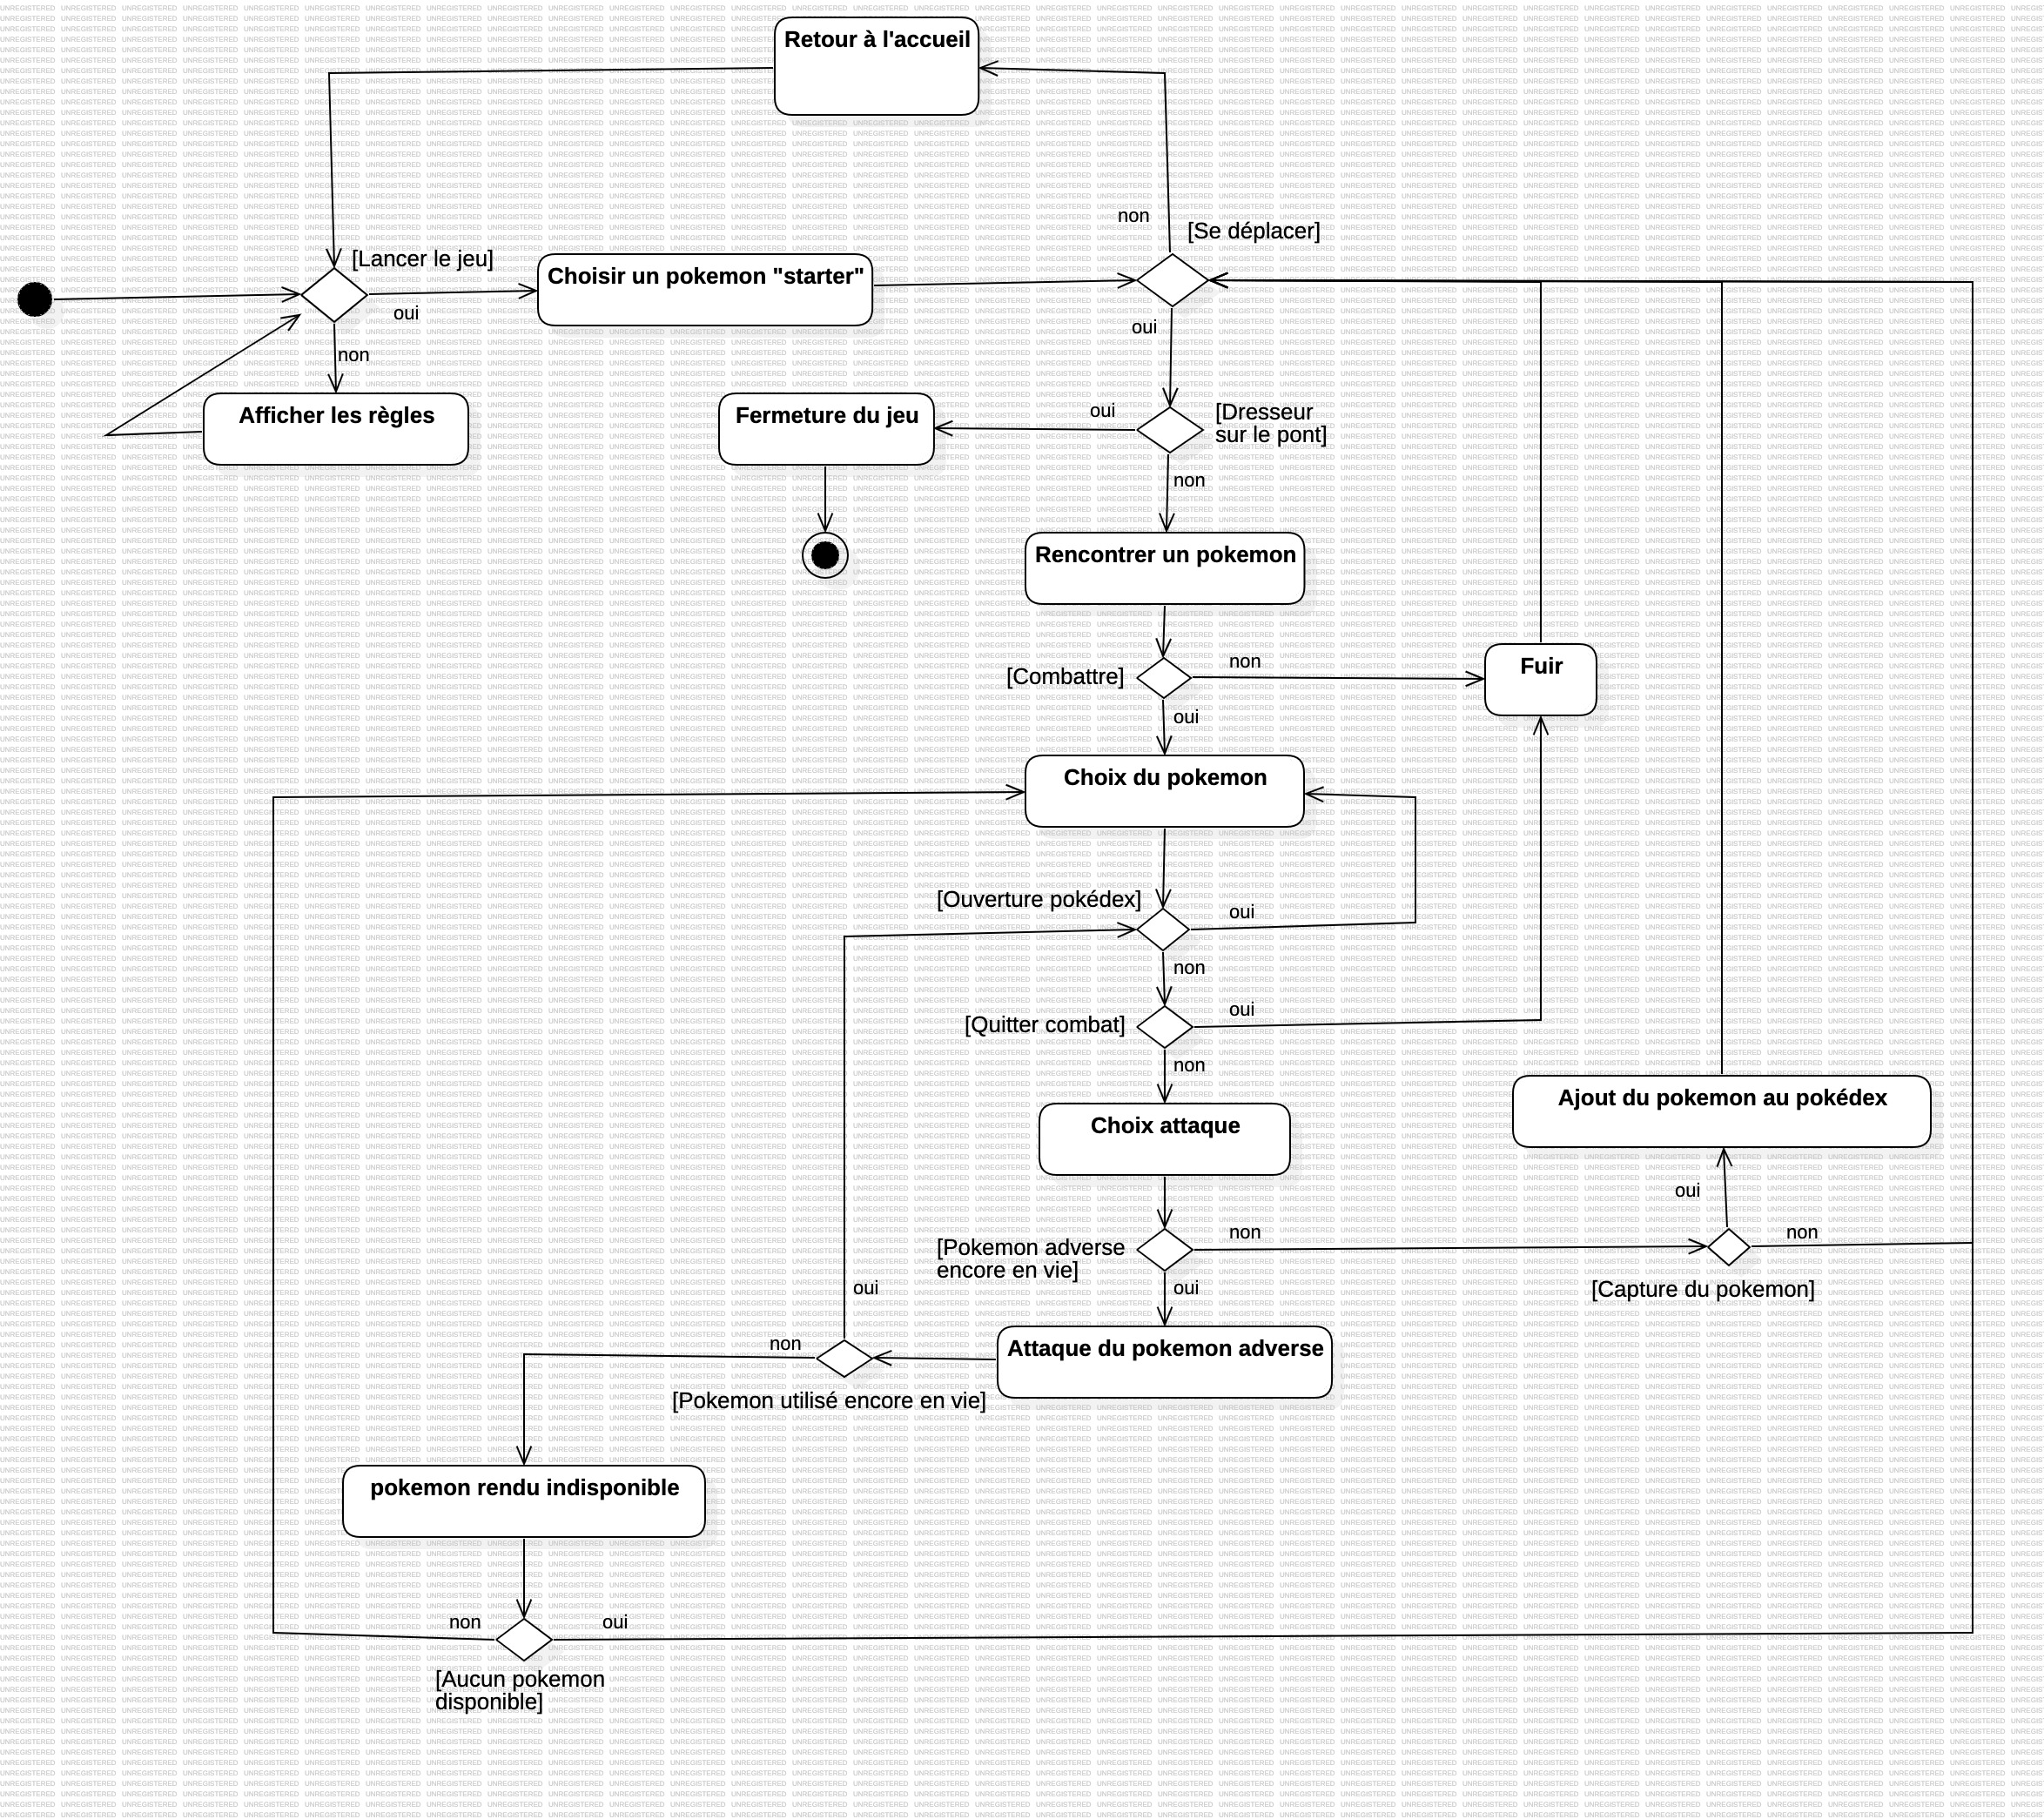 Retour à l'accueil
non
[Se déplacer]
[Lancer le jeu]
Choisir un pokemon "starter"
oui
oui
non
Afficher les règles
Fermeture du jeu
oui
[Dresseur
sur le pont]
non
Rencontrer un pokemon
[Combattre]
non
Fuir
oui
Choix du pokemon
[Ouverture pokédex]
oui
non
[Quitter combat]
oui
non
Choix attaque
Ajout du pokemon au pokédex
oui
[Pokemon adverse
encore en vie]
non
non
oui
oui
[Capture du pokemon]
non
Attaque du pokemon adverse
[Pokemon utilisé encore en vie]
pokemon rendu indisponible
non
oui
[Aucun pokemon
disponible]
UNREGISTERED